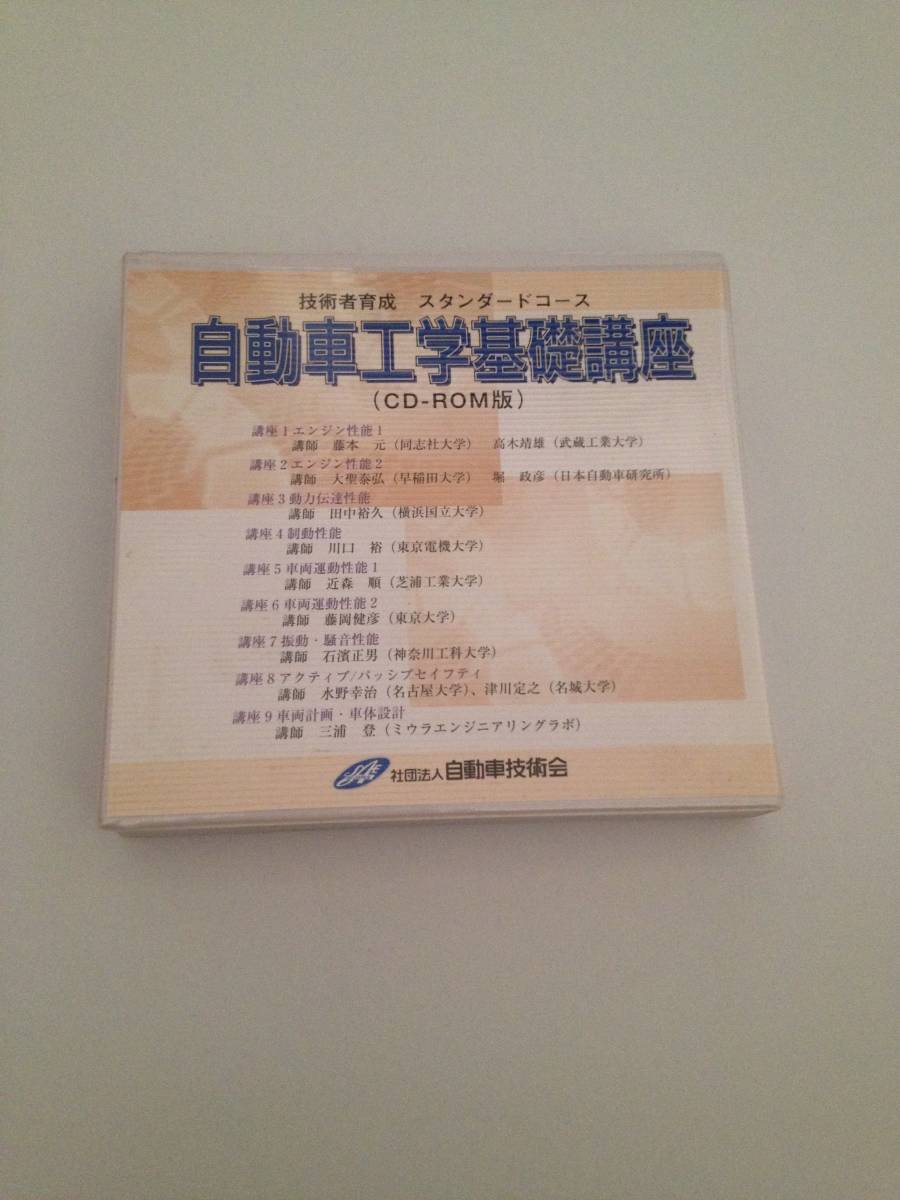 技術者育成　スタンダードコース
自動車工学基礎講座
（CD-ROM版）
講座1エンジン性能1
講師　藤本　元（同志社大学）　高木靖雄（武蔵工業大学）
講座2エンジン性能2
講師　大聖泰弘（早稲田大学）　堀　政彦（日本自動車研究所）
講座3動力伝達性能
講師　田中裕久（横浜国立大学）
講座4制動性能
講師　川口　裕（東京電機大学）
講座5車両運動性能1
講師　近森　順（芝浦工業大学）
講座6車両運動性能2
講師　藤岡健彦（東京大学）
講座7振動・騒音性能
講師　石濱正男（神奈川工科大学）
講座8アクティブ/パッシブセイフティ
講師　水野幸治（名古屋大学）、津川定之（名城大学）
講座9車両計画・車体設計
講師　三浦　登（ミウラエンジニアリングラボ）
社団法人自動車技術会